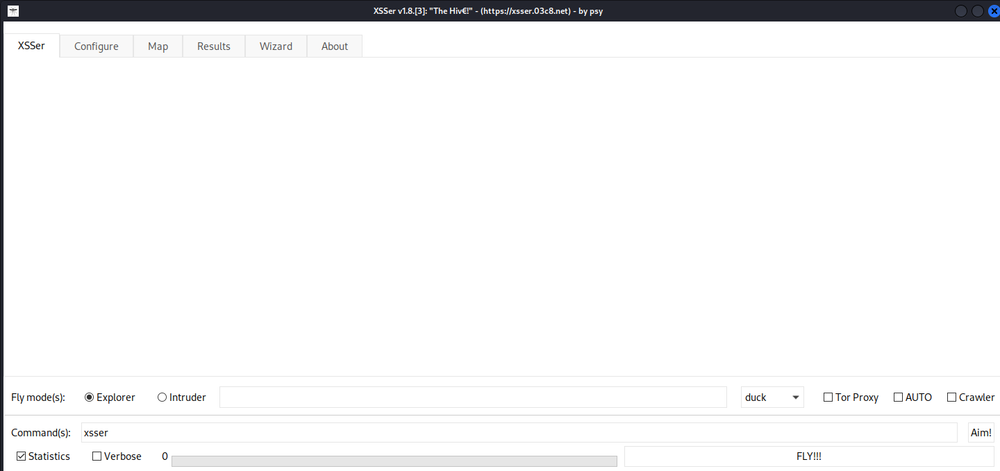 XSSer v1.8.[3]: "The Hiv€!" - (https://xsser.03c8.net) - by psy
XSSer Configure Map Results Wizard About
Fly mode(s): Explorer Intruder duck Tor Proxy AUTO Crawler
Command(s): xsser Aim!
Statistics Verbose 0 FLY!!!